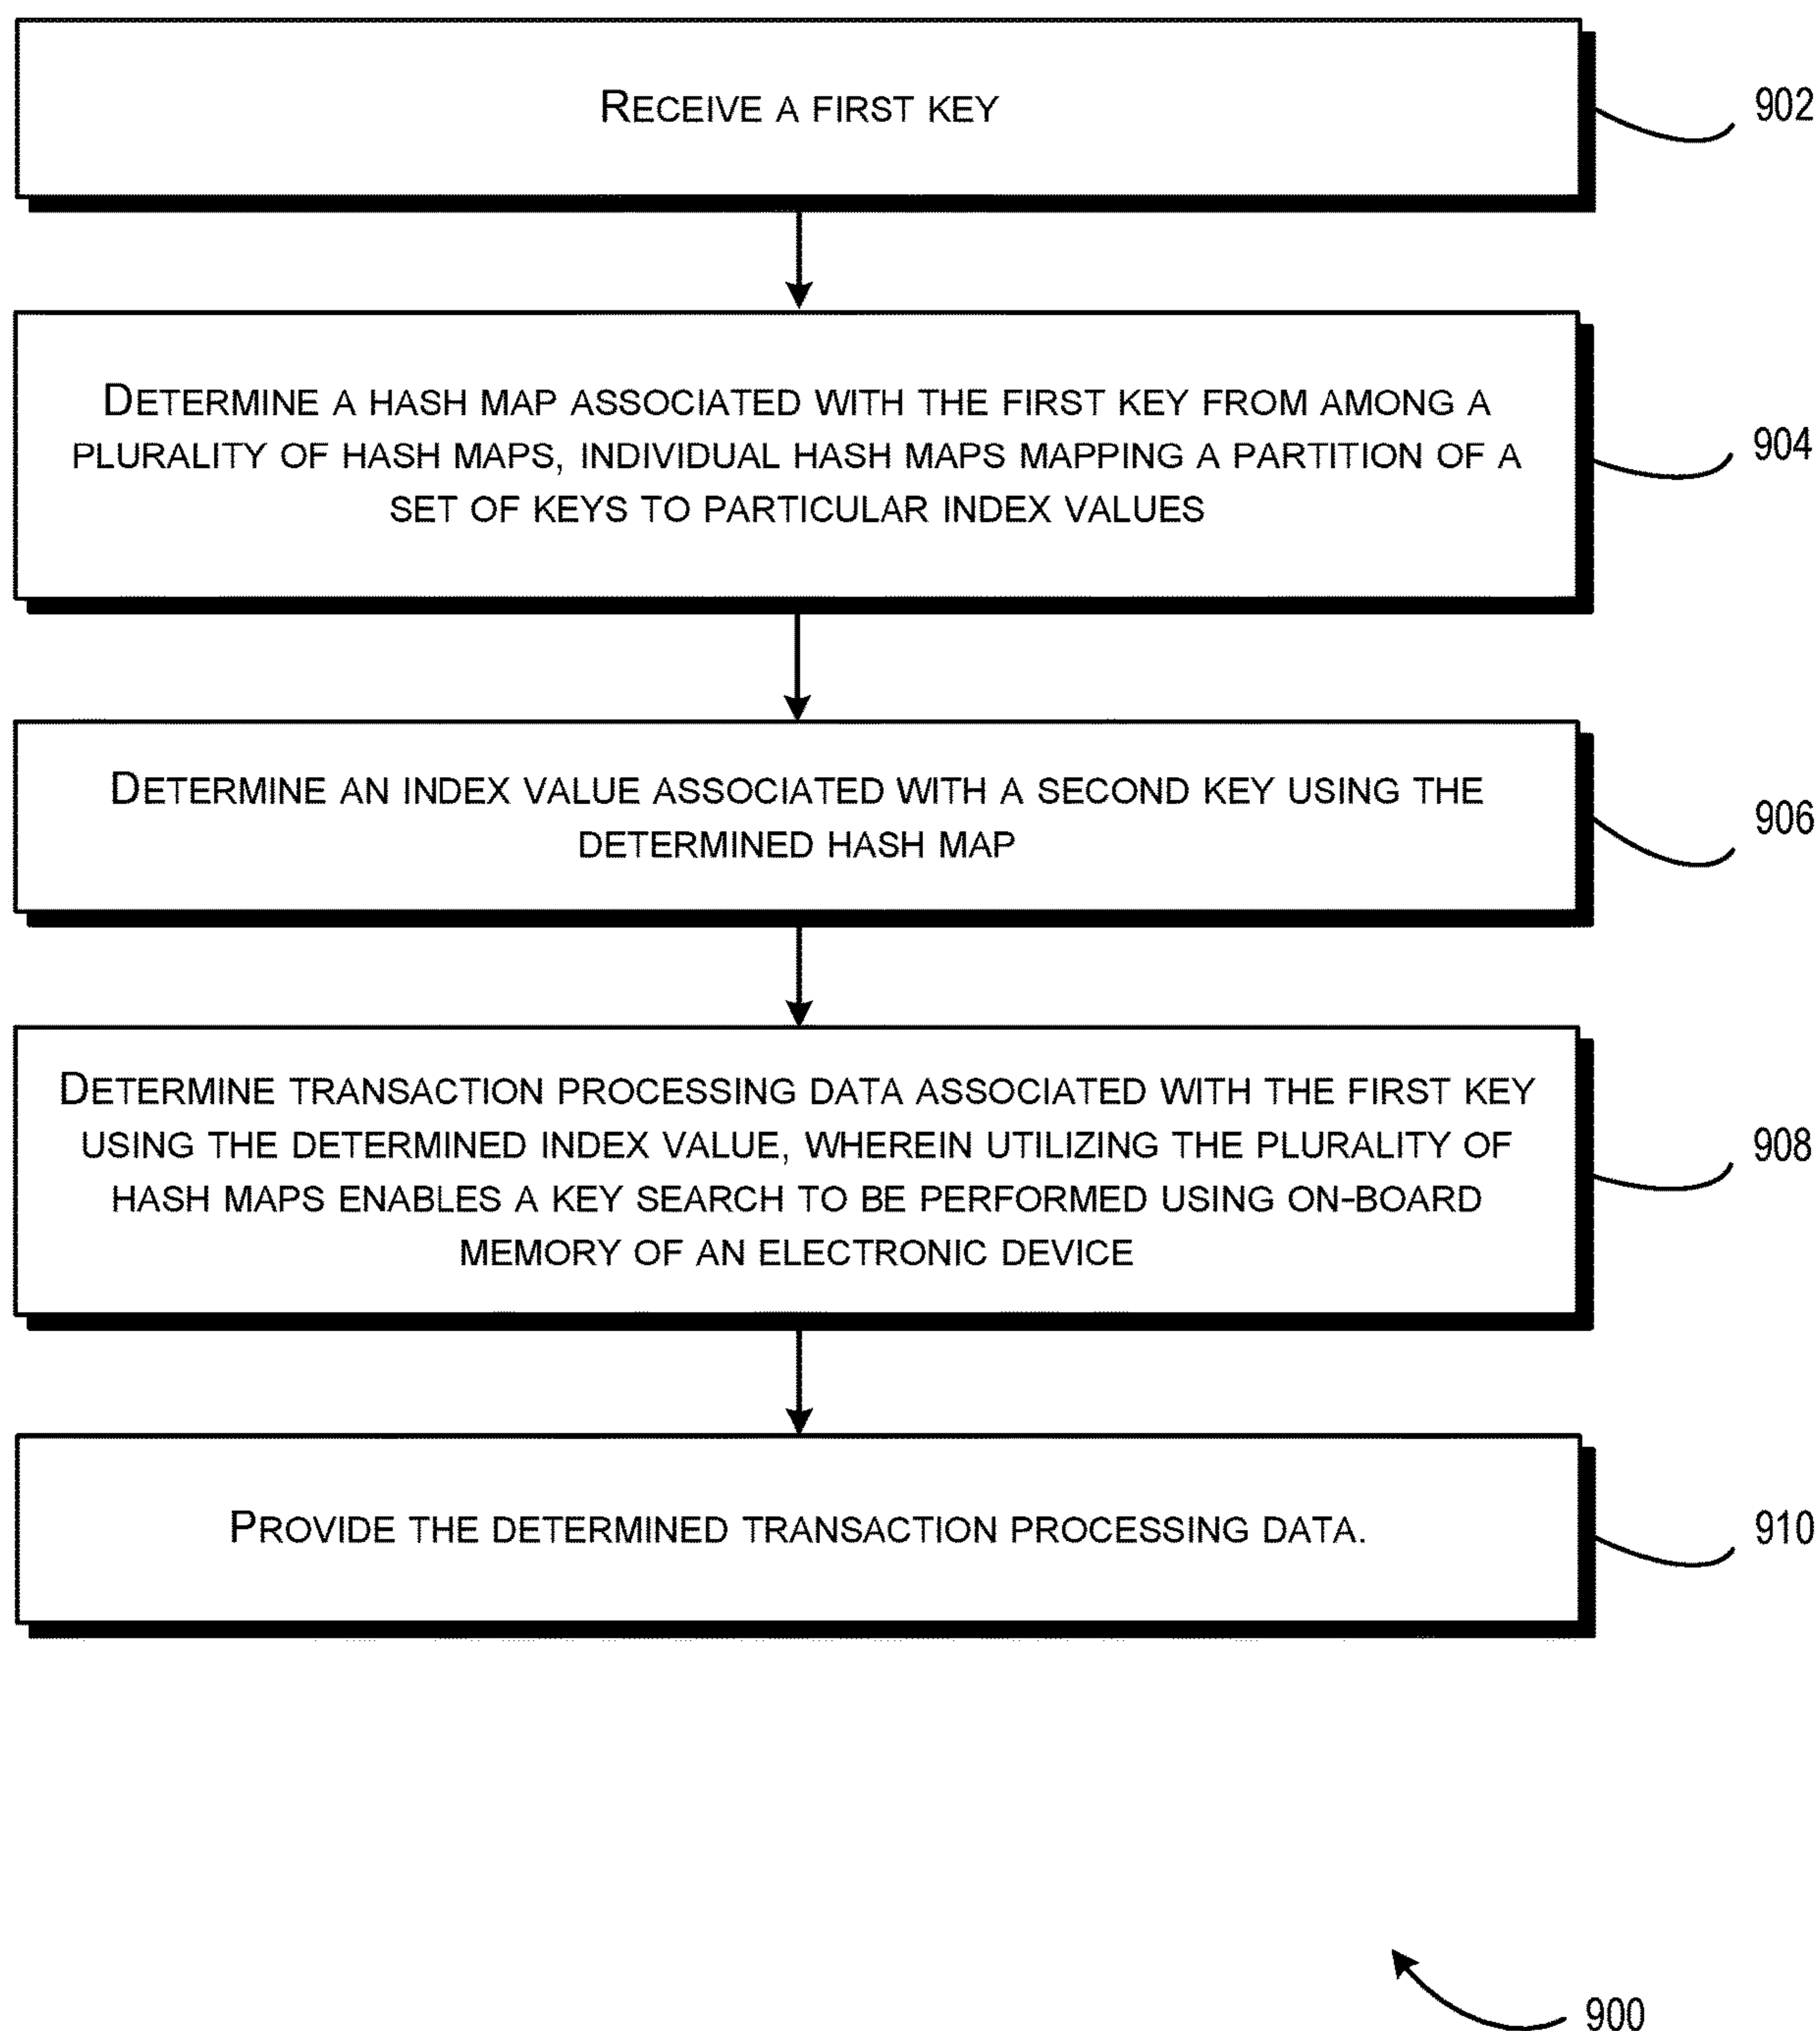 RECEIVE A FIRST KEY
902
DETERMINE A HASH MAP ASSOCIATED WITH THE FIRST KEY FROM AMONG A
PLURALITY OF HASH MAPS, INDIVIDUAL HASH MAPS MAPPING A PARTITION OF A
SET OF KEYS TO PARTICULAR INDEX VALUES
904
DETERMINE AN INDEX VALUE ASSOCIATED WITH A SECOND KEY USING THE
DETERMINED HASH MAP
906
DETERMINE TRANSACTION PROCESSING DATA ASSOCIATED WITH THE FIRST KEY
USING THE DETERMINED INDEX VALUE, WHEREIN UTILIZING THE PLURALITY OF
HASH MAPS ENABLES A KEY SEARCH TO BE PERFORMED USING ON-BOARD
MEMORY OF AN ELECTRONIC DEVICE
908
PROVIDE THE DETERMINED TRANSACTION PROCESSING DATA.
910
900